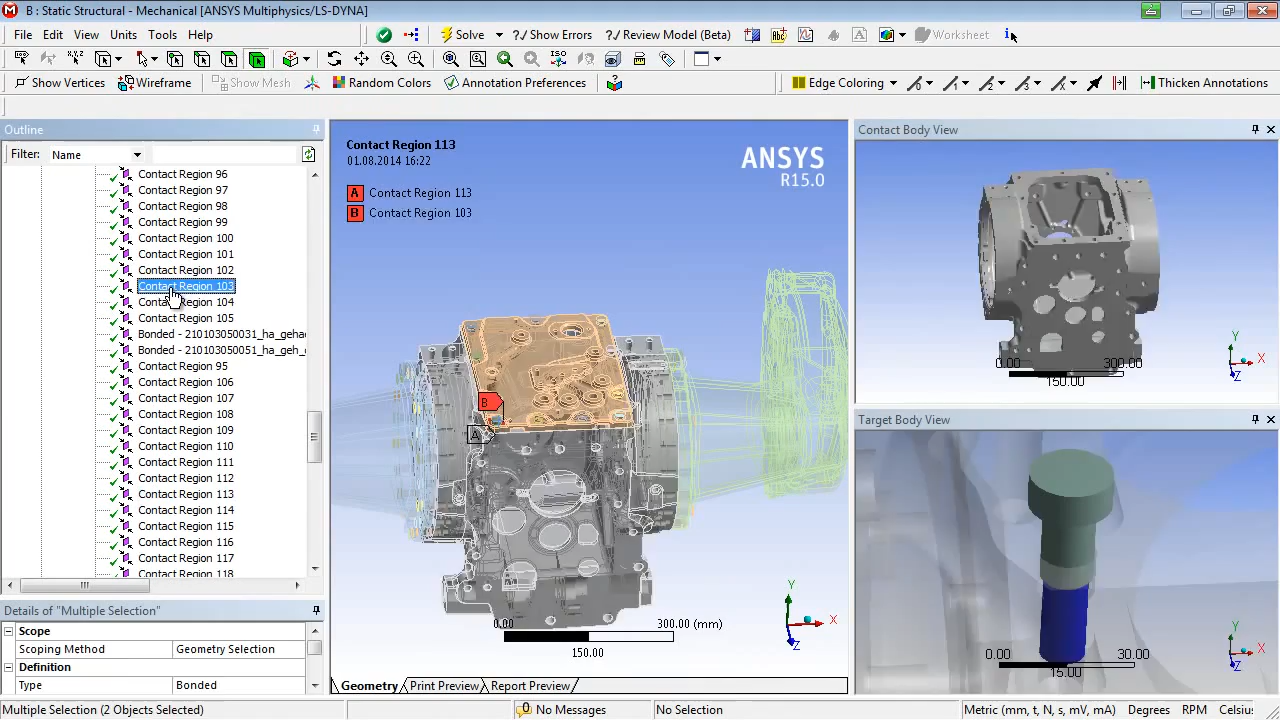 B : Static Structural - Mechanical [ANSYS Multiphysics/LS-DYNA]
File Edit View Units Tools Help Solve Show Errors Review Model (Beta) Worksheet
Show Vertices Wireframe Show Mesh Random Colors Annotation Preferences Edge Coloring Thicken Annotations
Outline
Filter: Name
Contact Region 96
Contact Region 97
Contact Region 98
Contact Region 99
Contact Region 100
Contact Region 101
Contact Region 102
Contact Region 103
Contact Region 104
Contact Region 105
Bonded - 210103050031_ha_gehae
Bonded - 210103050051_ha_geh_
Contact Region 95
Contact Region 106
Contact Region 107
Contact Region 108
Contact Region 109
Contact Region 110
Contact Region 111
Contact Region 112
Contact Region 113
Contact Region 114
Contact Region 115
Contact Region 116
Contact Region 117
Contact Region 118
Details of "Multiple Selection"
Scope
Scoping Method Geometry Selection
Definition
Type Bonded
Contact Region 113
01.08.2014 16:22
A Contact Region 113
B Contact Region 103
ANSYS
R15.0
B
A
0.00 300.00 (mm)
150.00
Y
X
Z
Geometry Print Preview Report Preview
Contact Body View
0.00 300.00
150.00
Y
X
Z
Target Body View
0.00 30.00
15.00
Y
X
Z
Multiple Selection (2 Objects Selected) No Messages No Selection Metric (mm, t, N, s, mV, mA) Degrees RPM Celsiu